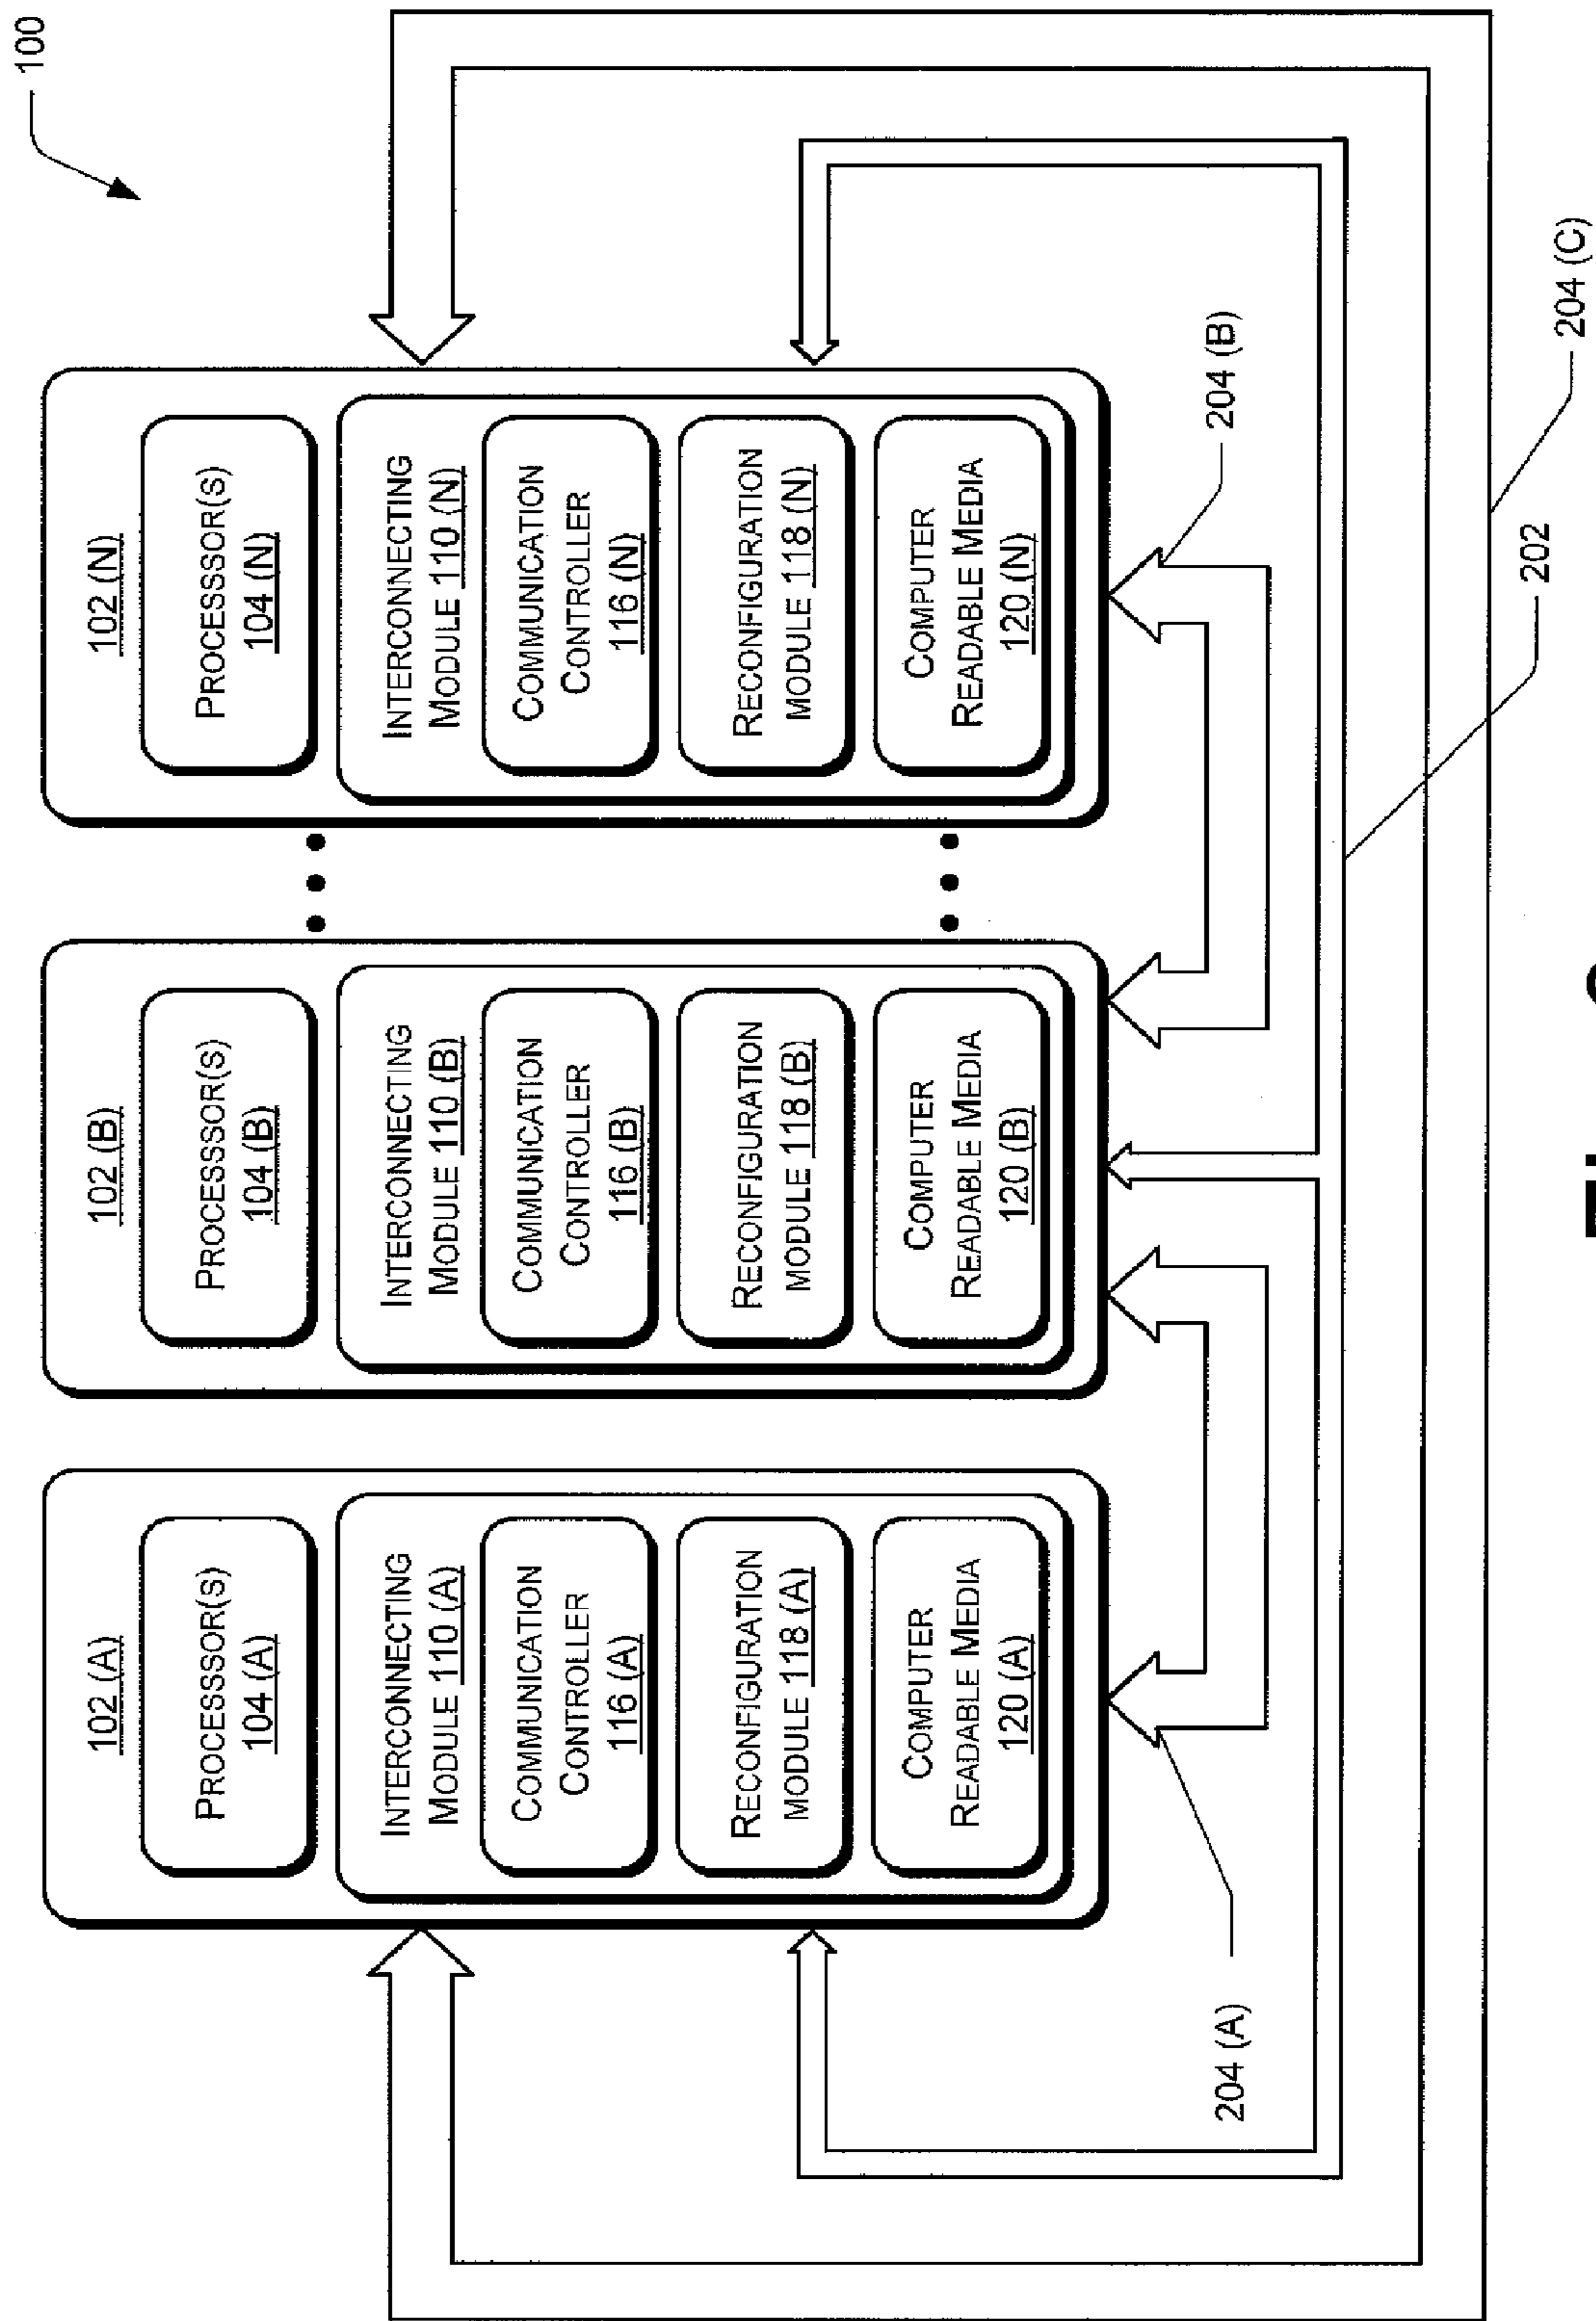 100
102 (A)
PROCESSSOR(S)
104 (A)
INTERCONNECTING
MODULE 110 (A)
COMMUNICATION
CONTROLLER
116 (A)
RECONFIGURATION
MODULE 118 (A)
COMPUTER
READABLE MEDIA
120 (A)
102 (B)
PROCESSSOR(S)
104 (B)
INTERCONNECTING
MODULE 110 (B)
COMMUNICATION
CONTROLLER
116 (B)
RECONFIGURATION
MODULE 118 (B)
COMPUTER
READABLE MEDIA
120 (B)
102 (N)
PROCESSSOR(S)
104 (N)
INTERCONNECTING
MODULE 110 (N)
COMMUNICATION
CONTROLLER
116 (N)
RECONFIGURATION
MODULE 118 (N)
COMPUTER
READABLE MEDIA
120 (N)
204 (A)
204 (B)
202
204 (C)